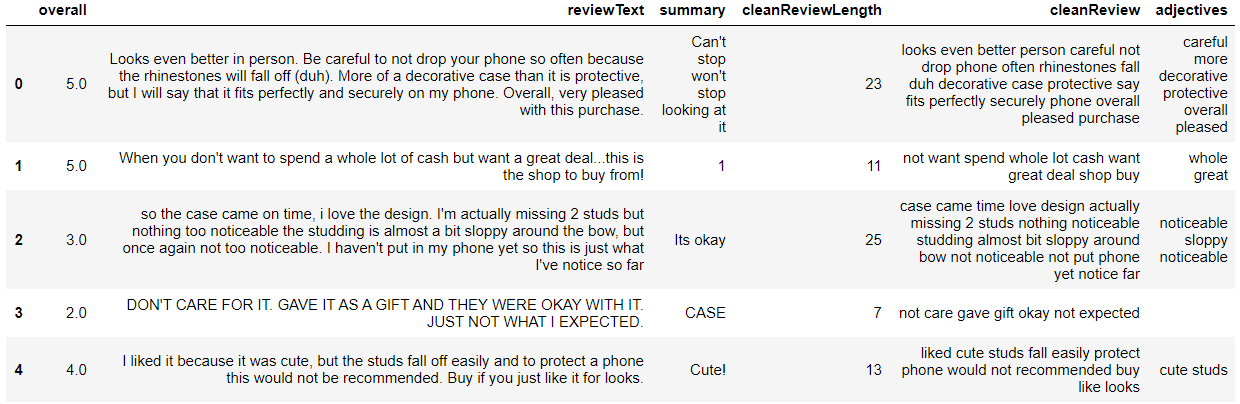 overall reviewText summary cleanReviewLength cleanReview adjectives
0 5.0 Looks even better in person. Be careful to not drop your phone so often because
the rhinestones will fall off (duh). More of a decorative case than it is protective,
but I will say that it fits perfectly and securely on my phone. Overall, very pleased
with this purchase.
Can't
stop
won't
stop
looking at
it
23
looks even better person careful not
drop phone often rhinestones fall
duh decorative case protective say
fits perfectly securely phone overall
pleased purchase
careful
more
decorative
protective
overall
pleased
1 5.0 When you don't want to spend a whole lot of cash but want a great deal...this is
the shop to buy from!
1
11
not want spend whole lot cash want
great deal shop buy
whole
great
2 3.0 so the case came on time, i love the design. I'm actually missing 2 studs but
nothing too noticeable the studding is almost a bit sloppy around the bow, but
once again not too noticeable. I haven't put in my phone yet so this is just what
I've notice so far
Its okay
25
case came time love design actually
missing 2 studs nothing noticeable
studding almost bit sloppy around
bow not noticeable not put phone
yet notice far
noticeable
sloppy
noticeable
3 2.0 DON'T CARE FOR IT. GAVE IT AS A GIFT AND THEY WERE OKAY WITH IT.
JUST NOT WHAT I EXPECTED.
CASE
7
not care gave gift okay not expected
4 4.0 I liked it because it was cute, but the studs fall off easily and to protect a phone
this would not be recommended. Buy if you just like it for looks.
Cute!
13
liked cute studs fall easily protect
phone would not recommended buy
like looks
cute studs